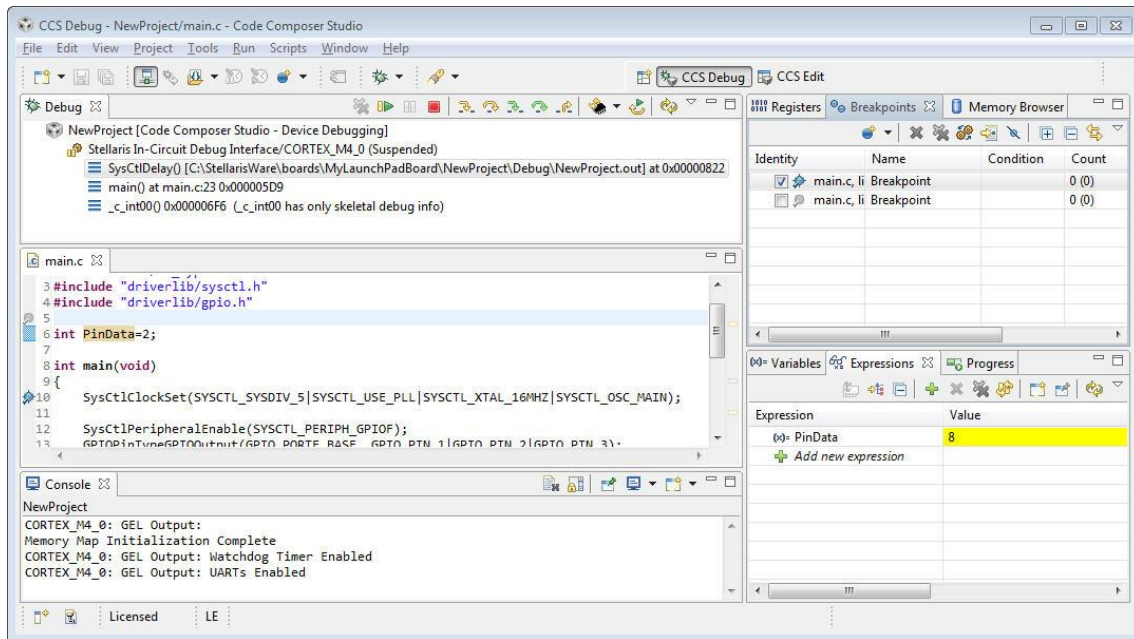 CCS Debug - NewProject/main.c - Code Composer Studio
File Edit View Project Tools Run Scripts Window Help
CCS Debug CCS Edit
Debug
NewProject [Code Composer Studio - Device Debugging]
Stellaris In-Circuit Debug Interface/CORTEX_M4_0 (Suspended)
SysCtlDelay() [C:\StellarisWare\boards\MyLaunchPadBoard\NewProject\Debug\NewProject.out] at 0x00000822
main() at main.c:23 0x000005D9
_c_int00() 0x000006F6 (_c_int00 has only skeletal debug info)
Registers Breakpoints Memory Browser
Identity Name Condition Count
main.c, li Breakpoint 0 (0)
main.c, li Breakpoint 0 (0)
main.c
3 #include "driverlib/sysctl.h"
4 #include "driverlib/gpio.h"
5
6 int PinData=2;
7
8 int main(void)
9 {
10 SysCtlClockSet(SYSCTL_SYSDIV_5|SYSCTL_USE_PLL|SYSCTL_XTAL_16MHZ|SYSCTL_OSC_MAIN);
11
12 SysCtlPeripheralEnable(SYSCTL_PERIPH_GPIOF);
13 GPIOPinTypeGPIOOutput(GPIO_PORTF_BASE, GPIO_PIN_1|GPIO_PIN_2|GPIO_PIN_3);
Variables Expressions Progress
Expression Value
PinData 8
Add new expression
Console
NewProject
CORTEX_M4_0: GEL Output:
Memory Map Initialization Complete
CORTEX_M4_0: GEL Output: Watchdog Timer Enabled
CORTEX_M4_0: GEL Output: UARTs Enabled
Licensed LE